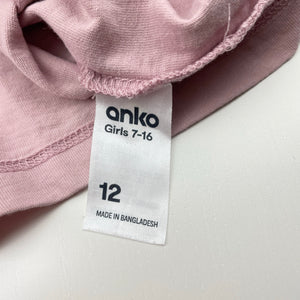 anko
Girls 7-16
12
MADE IN BANGLADESH